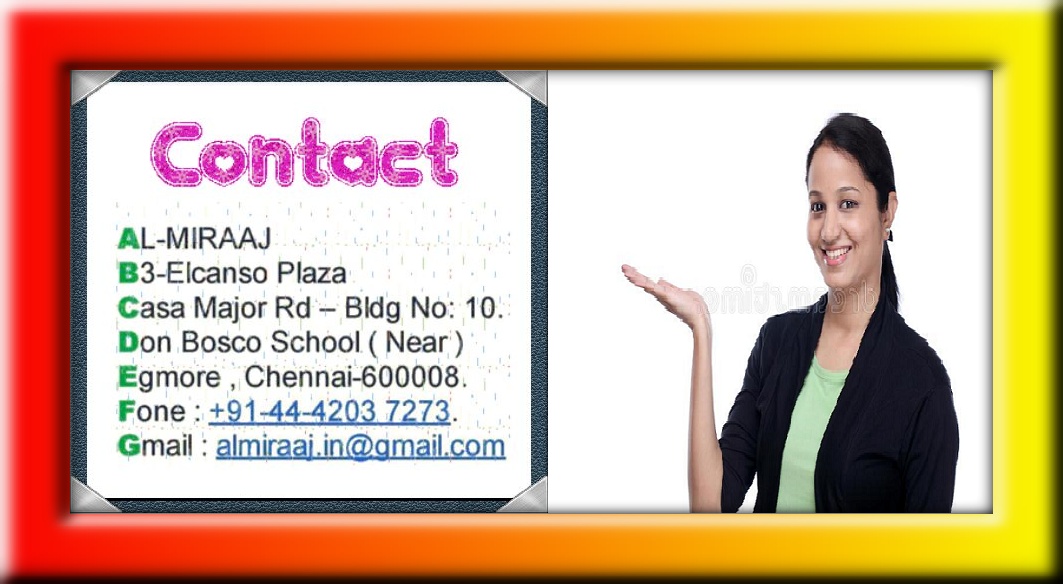 Contact
AL-MIRAAJ
B3-Elcanso Plaza
Casa Major Rd – Bldg No: 10.
Don Bosco School ( Near )
Egmore , Chennai-600008.
Fone : +91-44-4203 7273.
Gmail : almiraaj.in@gmail.com